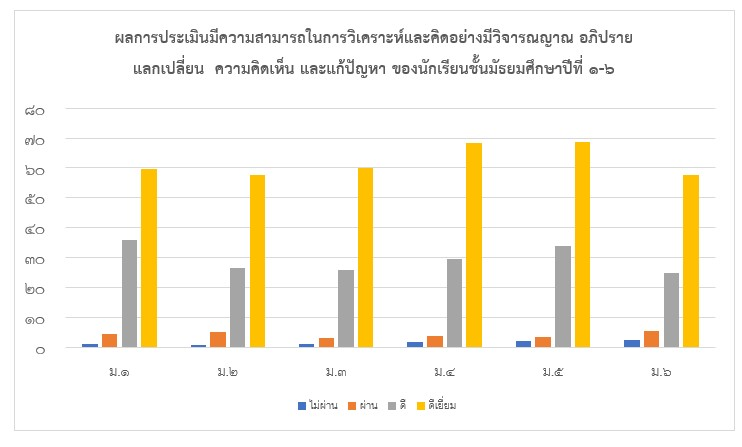 ผลการประเมินมีความสามารถในการวิเคราะห์และคิดอย่างมีวิจารณญาณ อภิปราย
แลกเปลี่ยน ความคิดเห็น และแก้ปัญหา ของนักเรียนชั้นมัธยมศึกษาปีที่ ๑-๖
๘๐
๗๐
๖๐
๕๐
๔๐
๓๐
๒๐
๑๐
๐
ม.๑ ม.๒ ม.๓ ม.๔ ม.๕ ม.๖
ไม่ผ่าน ผ่าน ดี ดีเยี่ยม